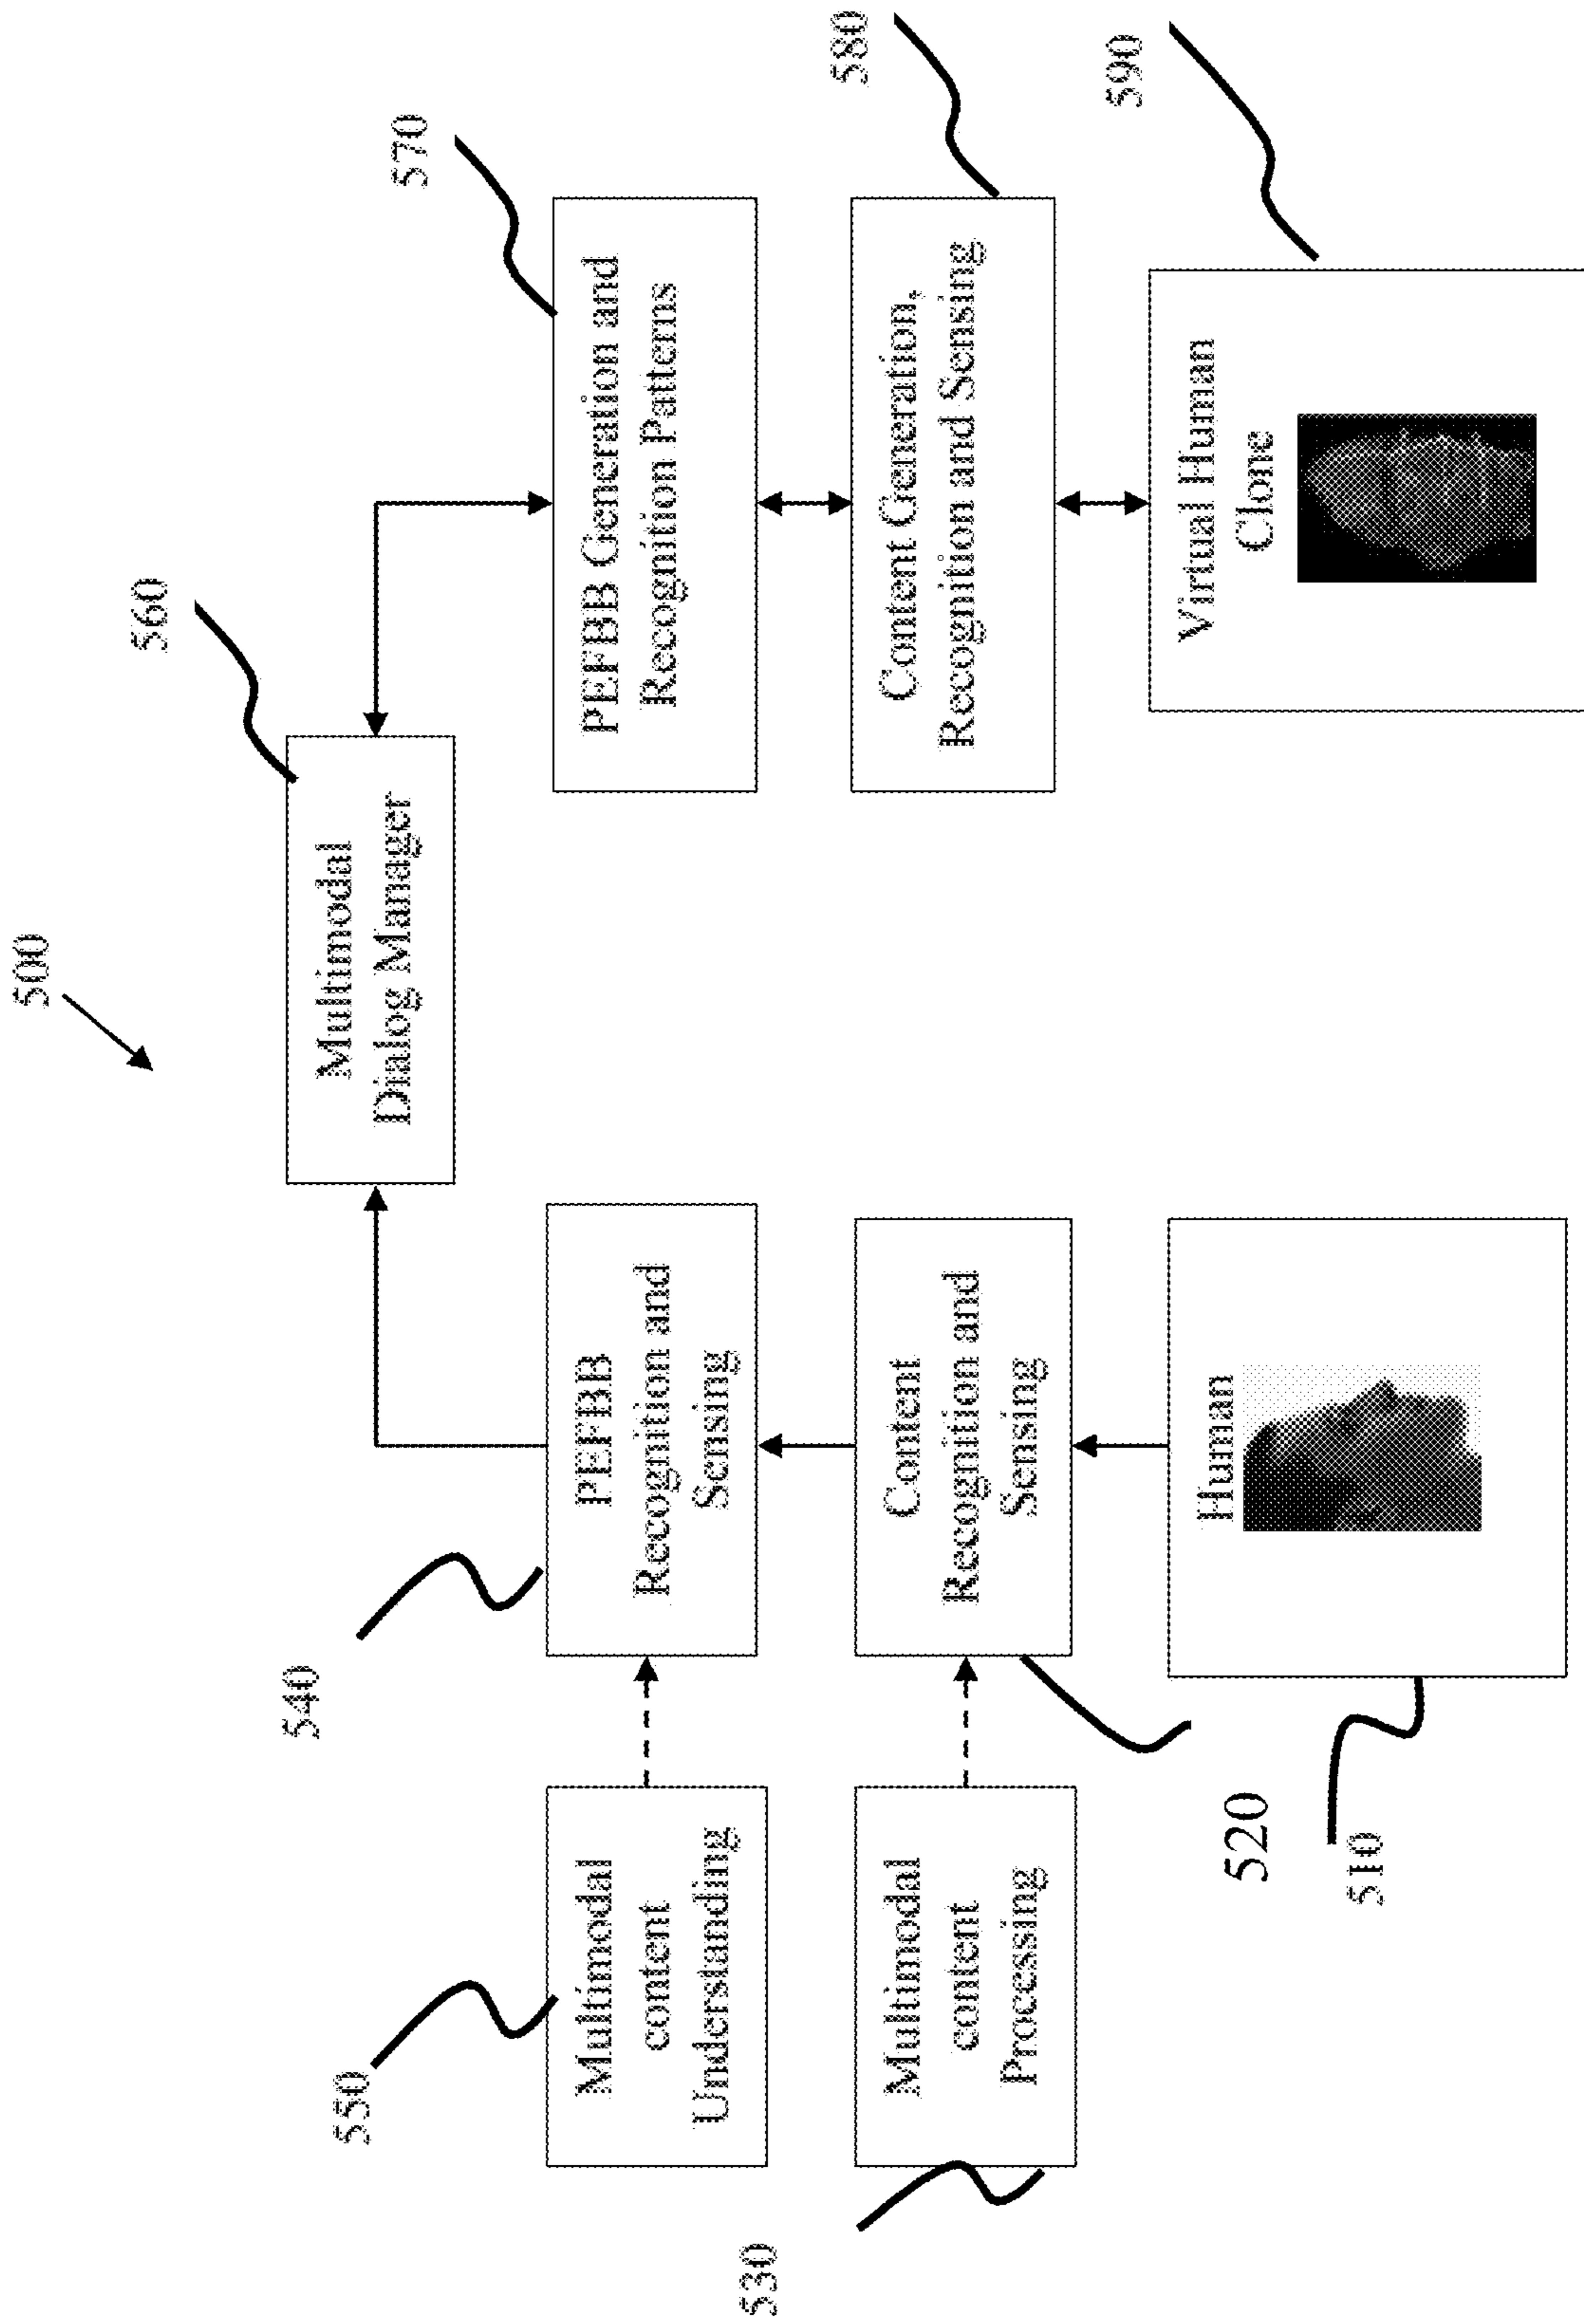 500
560
Multimodal
Dialog Manager
570
PEFBB Generation and
Recognition Patterns
580
Content Generation,
Recognition and Sensing
590
Virtual Human
Clone
540
PEFBB
Recognition and
Sensing
Content
Recognition and
Sensing
Human
550
Multimodal
content
Understanding
530
Multimodal
content
Processing
520
510